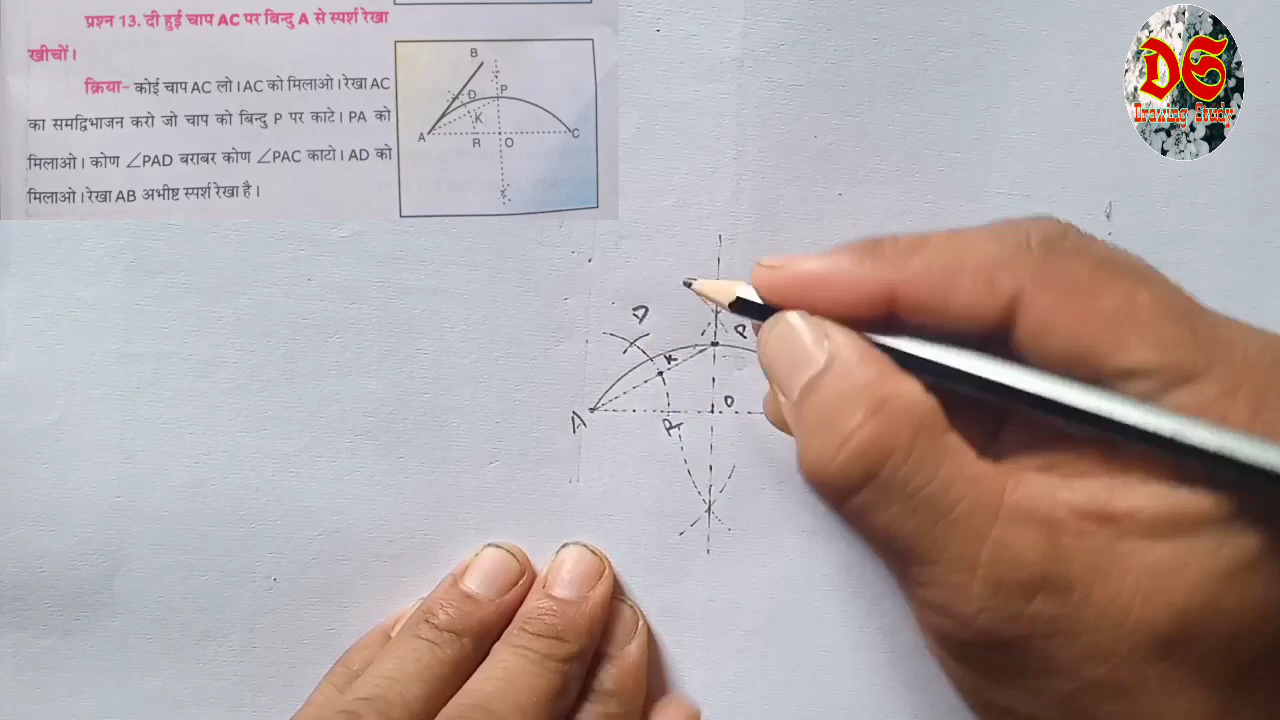 प्रश्न 13. दी हुई चाप AC पर बिन्दु A से स्पर्श रेखा
खीचों।
क्रिया- कोई चाप AC लो। AC को मिलाओ। रेखा AC
का समद्विभाजन करो जो चाप को बिन्दु P पर काटे। PA को
मिलाओ। कोण ∠PAD बराबर कोण ∠PAC काटो। AD को
मिलाओ। रेखा AB अभीष्ट स्पर्श रेखा है।
B
D
P
K
A
C
R
O
DS
Drawing Study
D
P
K
A
O